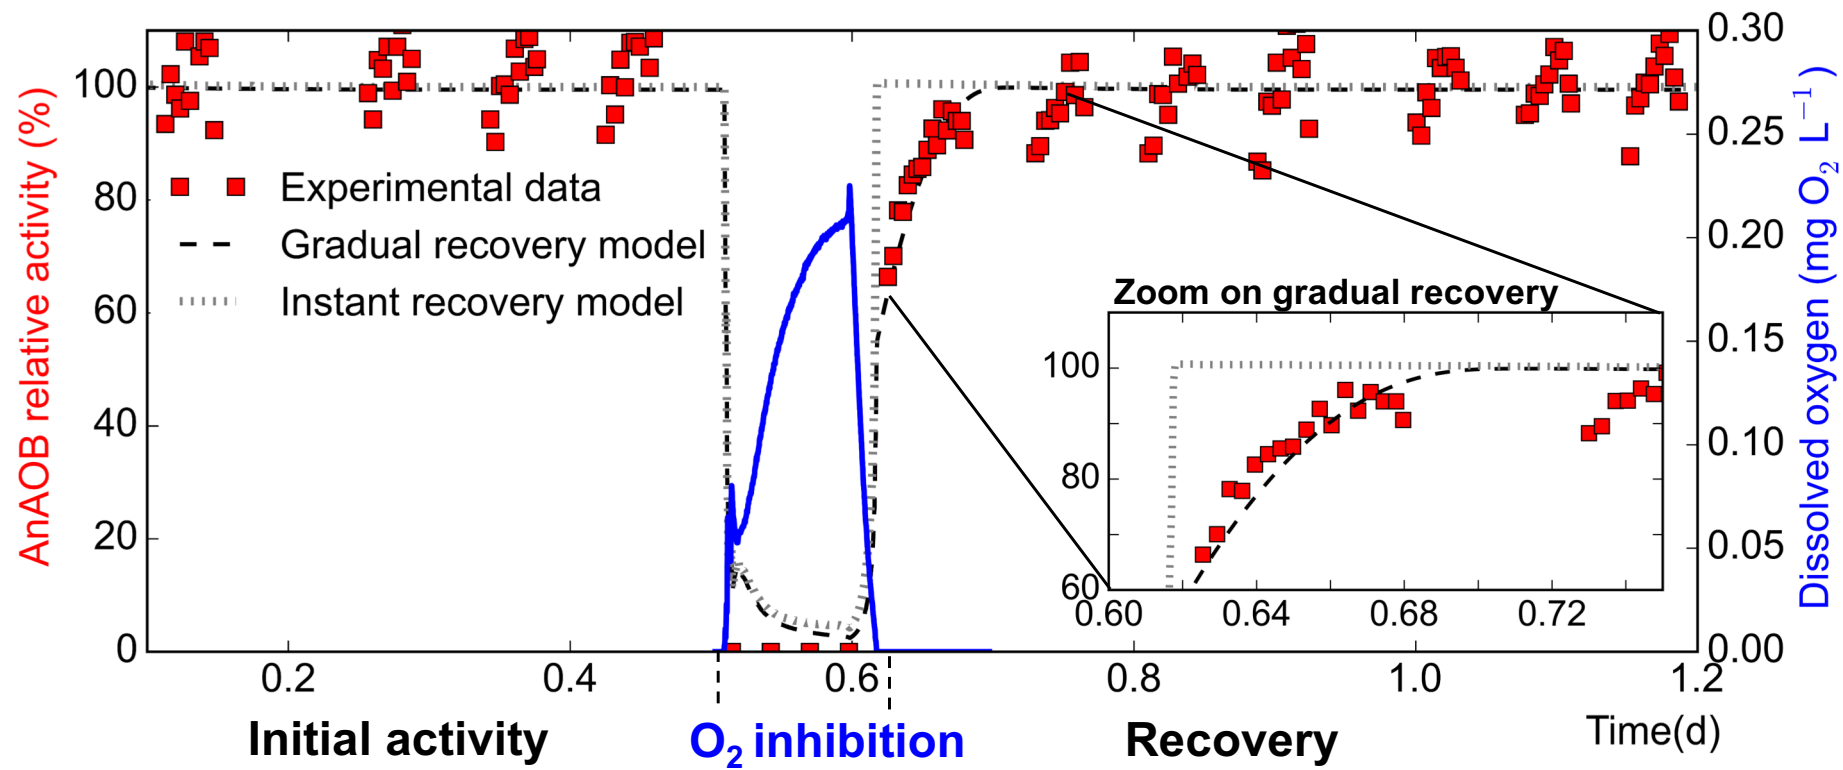 AnAOB relative activity (%)
100
80
60
40
20
0
Experimental data
Gradual recovery model
Instant recovery model
0.30
0.25
0.20
0.15
0.10
0.05
0.00
Dissolved oxygen (mg O₂ L⁻¹)
Zoom on gradual recovery
100
80
60
0.60 0.64 0.68 0.72
0.2 0.4 0.6 0.8 1.0 1.2
Initial activity O₂ inhibition Recovery Time(d)